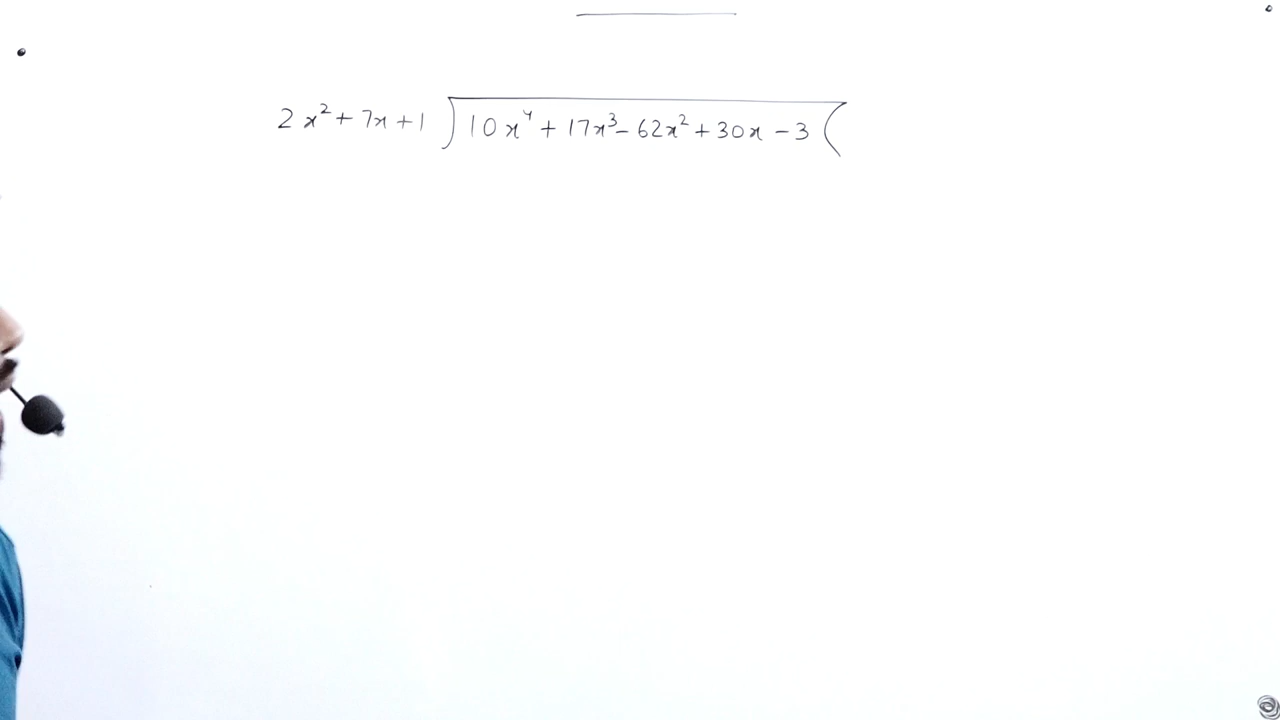 2x² + 7x + 1 ) 10x⁴ + 17x³ - 62x² + 30x - 3 (